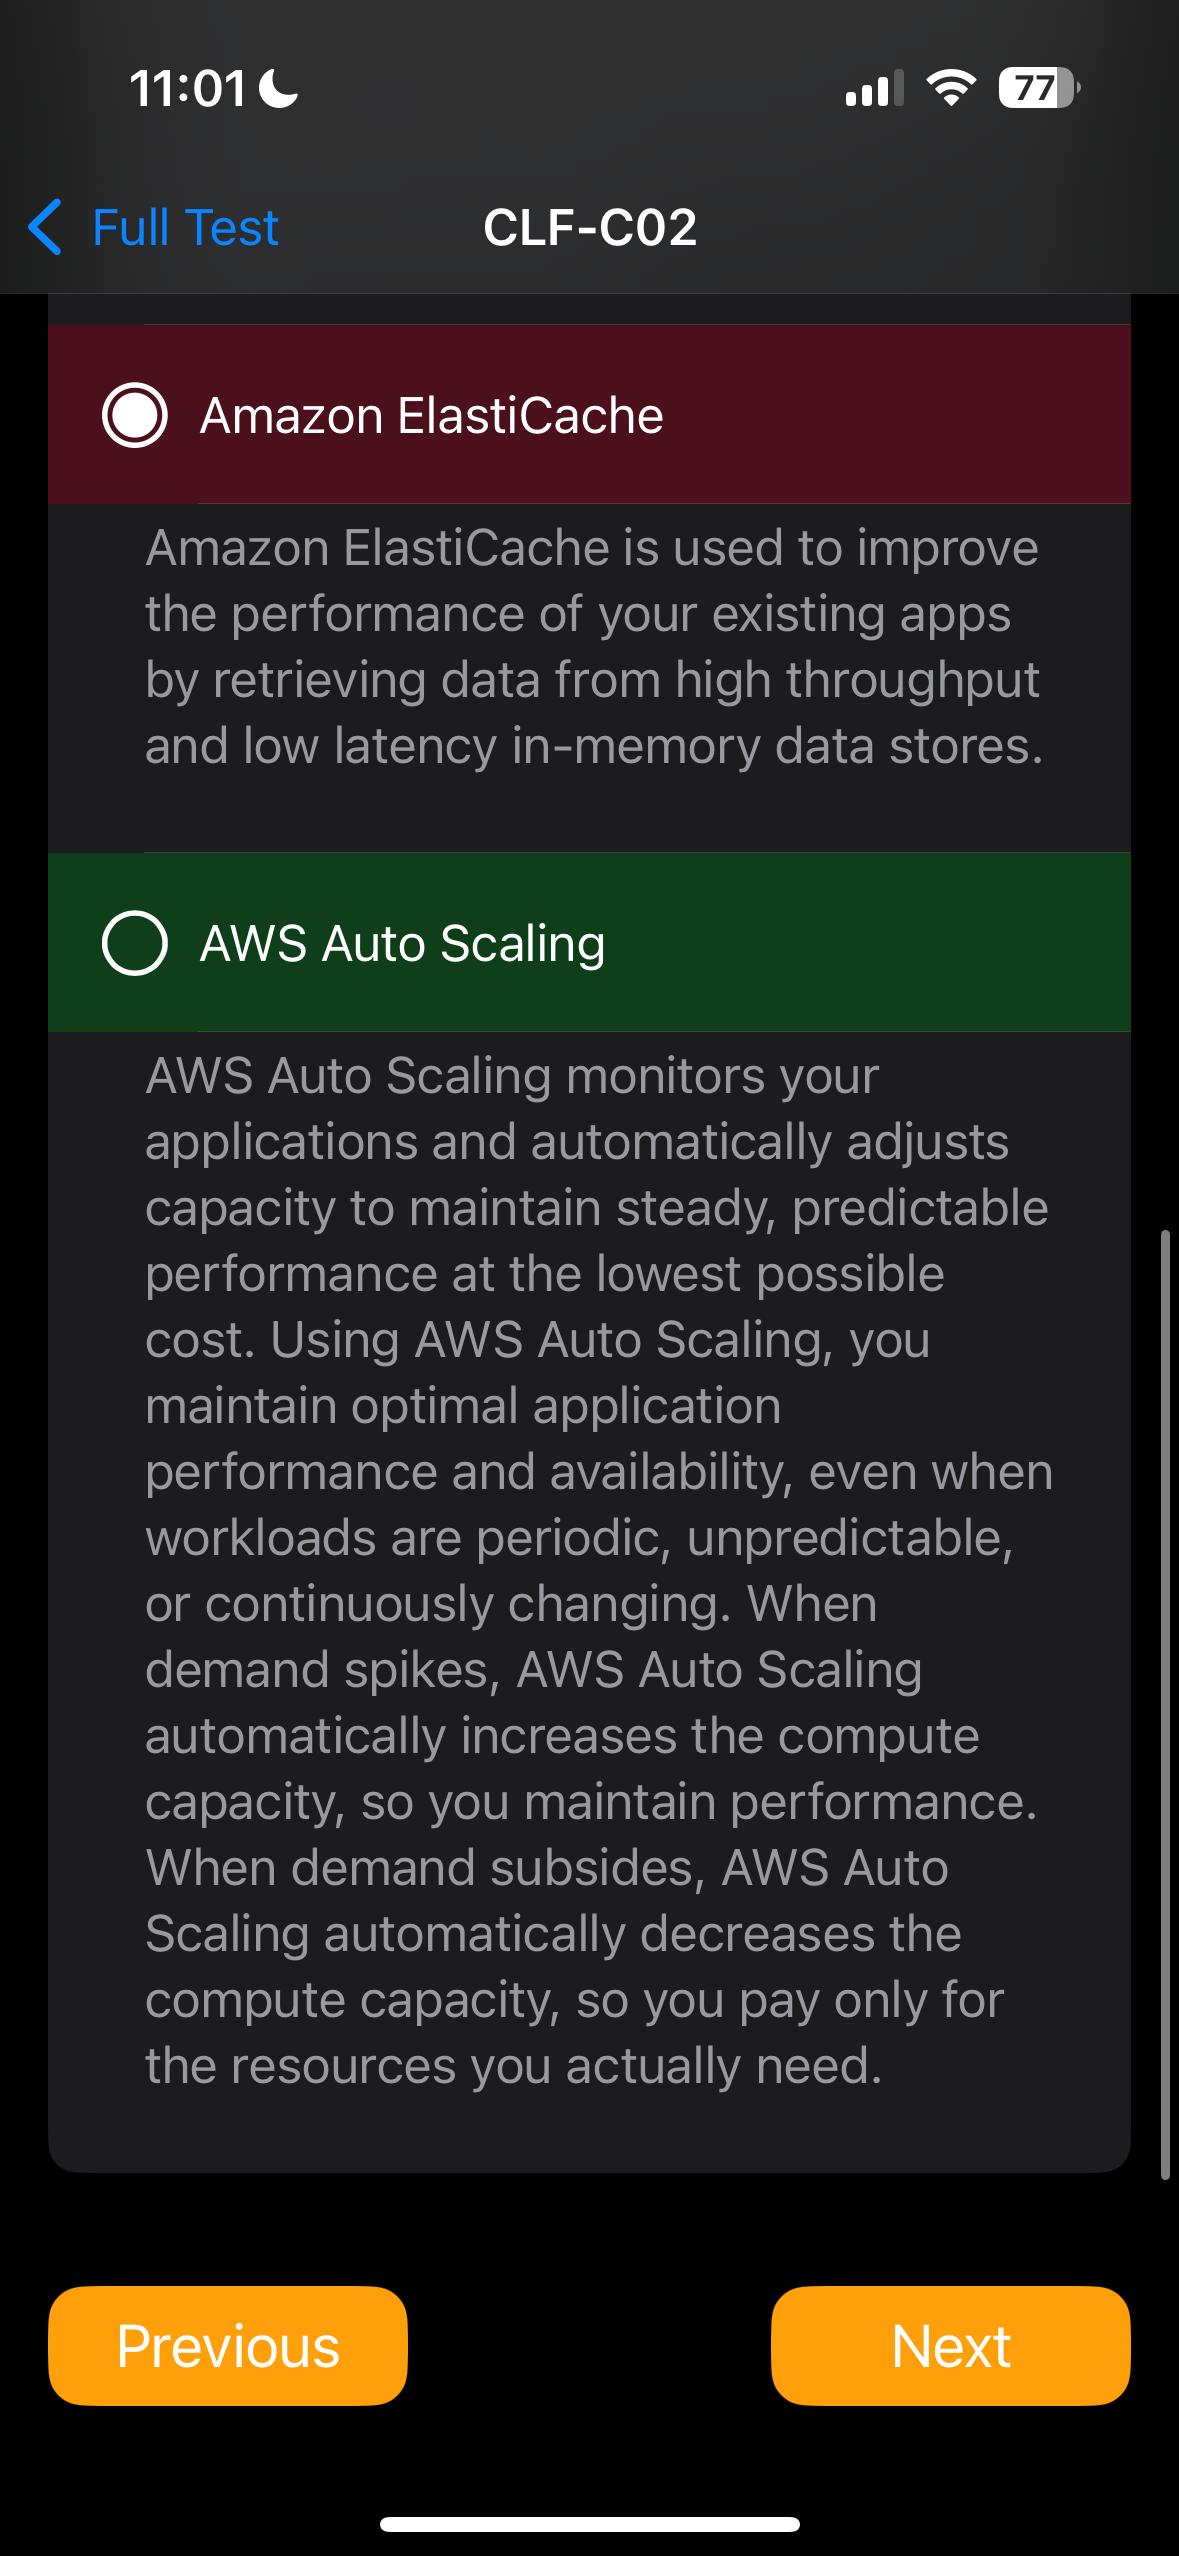 11:01
77
Full Test
CLF-C02
Amazon ElastiCache
Amazon ElastiCache is used to improve
the performance of your existing apps
by retrieving data from high throughput
and low latency in-memory data stores.
AWS Auto Scaling
AWS Auto Scaling monitors your
applications and automatically adjusts
capacity to maintain steady, predictable
performance at the lowest possible
cost. Using AWS Auto Scaling, you
maintain optimal application
performance and availability, even when
workloads are periodic, unpredictable,
or continuously changing. When
demand spikes, AWS Auto Scaling
automatically increases the compute
capacity, so you maintain performance.
When demand subsides, AWS Auto
Scaling automatically decreases the
compute capacity, so you pay only for
the resources you actually need.
Previous
Next